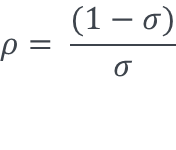 ρ = (1 − σ) / σ